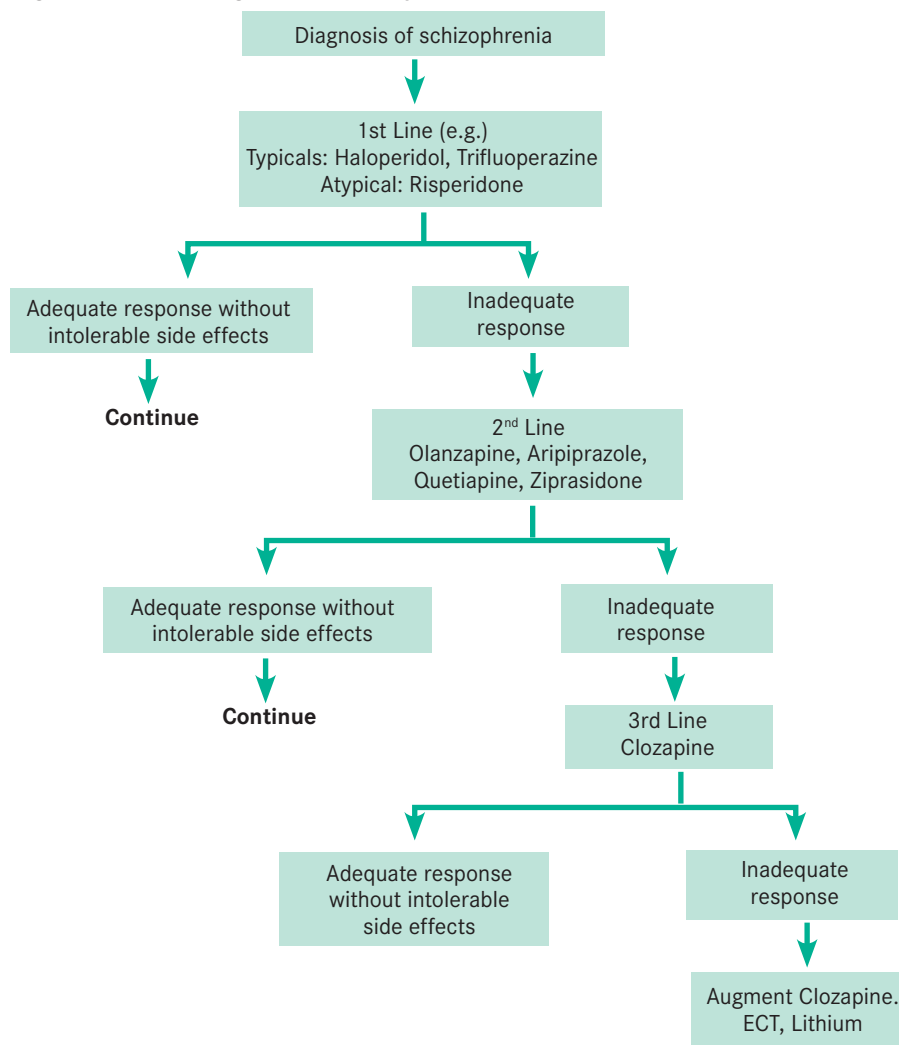 Diagnosis of schizophrenia
1st Line (e.g.)
Typicals: Haloperidol, Trifluoperazine
Atypical: Risperidone
Adequate response without
intolerable side effects
Inadequate
response
Continue
2nd Line
Olanzapine, Aripiprazole,
Quetiapine, Ziprasidone
Adequate response without
intolerable side effects
Inadequate
response
Continue
3rd Line
Clozapine
Adequate response
without intolerable
side effects
Inadequate
response
Augment Clozapine.
ECT, Lithium